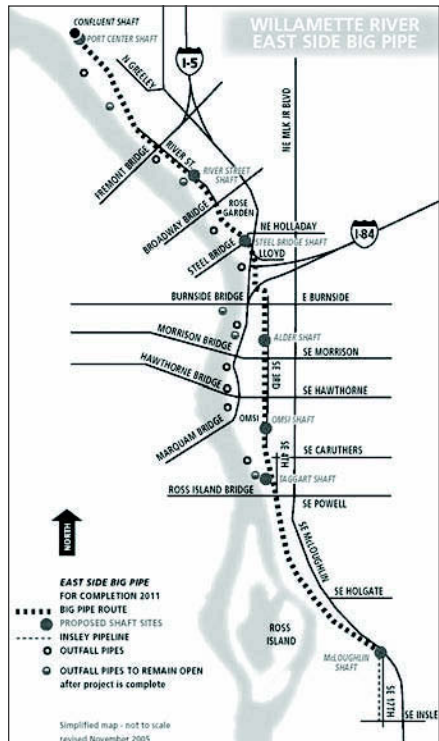 WILLAMETTE RIVER
EAST SIDE BIG PIPE
CONFLUENT SHAFT
PORT CENTER SHAFT
N GREELEY
I-5
NE MLK JR BLVD
FREMONT BRIDGE
RIVER ST.
RIVER STREET
SHAFT
BROADWAY BRIDGE
ROSE
GARDEN
I-84
STEEL BRIDGE
NE HOLLADAY
STEEL BRIDGE SHAFT
LLOYD
BURNSIDE BRIDGE
E BURNSIDE
MORRISON BRIDGE
ALDER SHAFT
SE MORRISON
SE 3RD
HAWTHORNE BRIDGE
SE HAWTHORNE
MARQUAM BRIDGE
OMSI
OMSI SHAFT
SE 4TH
SE CARUTHERS
TAGGART SHAFT
ROSS ISLAND BRIDGE
SE POWELL
NORTH
SE McLOUGHLIN
SE HOLGATE
ROSS
ISLAND
McLOUGHLIN
SHAFT
SE 17TH
SE INSLE
EAST SIDE BIG PIPE
FOR COMPLETION 2011
BIG PIPE ROUTE
PROPOSED SHAFT SITES
INSLEY PIPELINE
OUTFALL PIPES
OUTFALL PIPES TO REMAIN OPEN
after project is complete
Simplified map - not to scale
revised November 2005